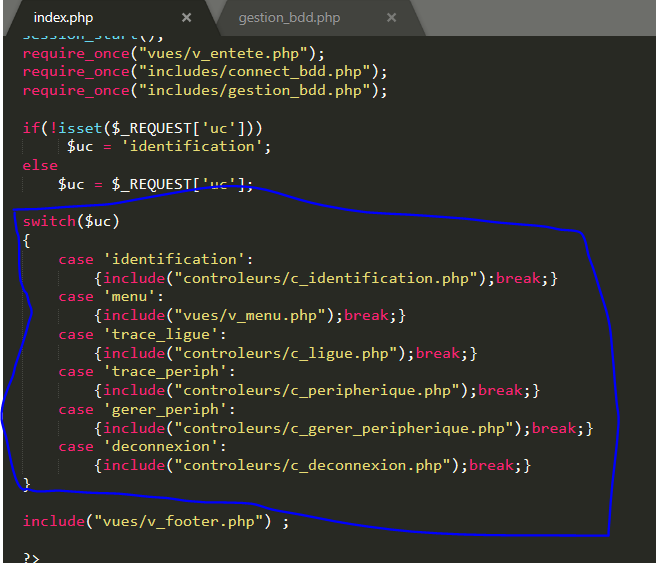 index.php × gestion_bdd.php ×
session_start();
require_once("vues/v_entete.php");
require_once("includes/connect_bdd.php");
require_once("includes/gestion_bdd.php");
if(!isset($_REQUEST['uc']))
$uc = 'identification';
else
$uc = $_REQUEST['uc'];
switch($uc)
{
case 'identification':
{include("controleurs/c_identification.php");break;}
case 'menu':
{include("vues/v_menu.php");break;}
case 'trace_ligue':
{include("controleurs/c_ligue.php");break;}
case 'trace_periph':
{include("controleurs/c_peripherique.php");break;}
case 'gerer_periph':
{include("controleurs/c_gerer_peripherique.php");break;}
case 'deconnexion':
{include("controleurs/c_deconnexion.php");break;}
}
include("vues/v_footer.php") ;
?>